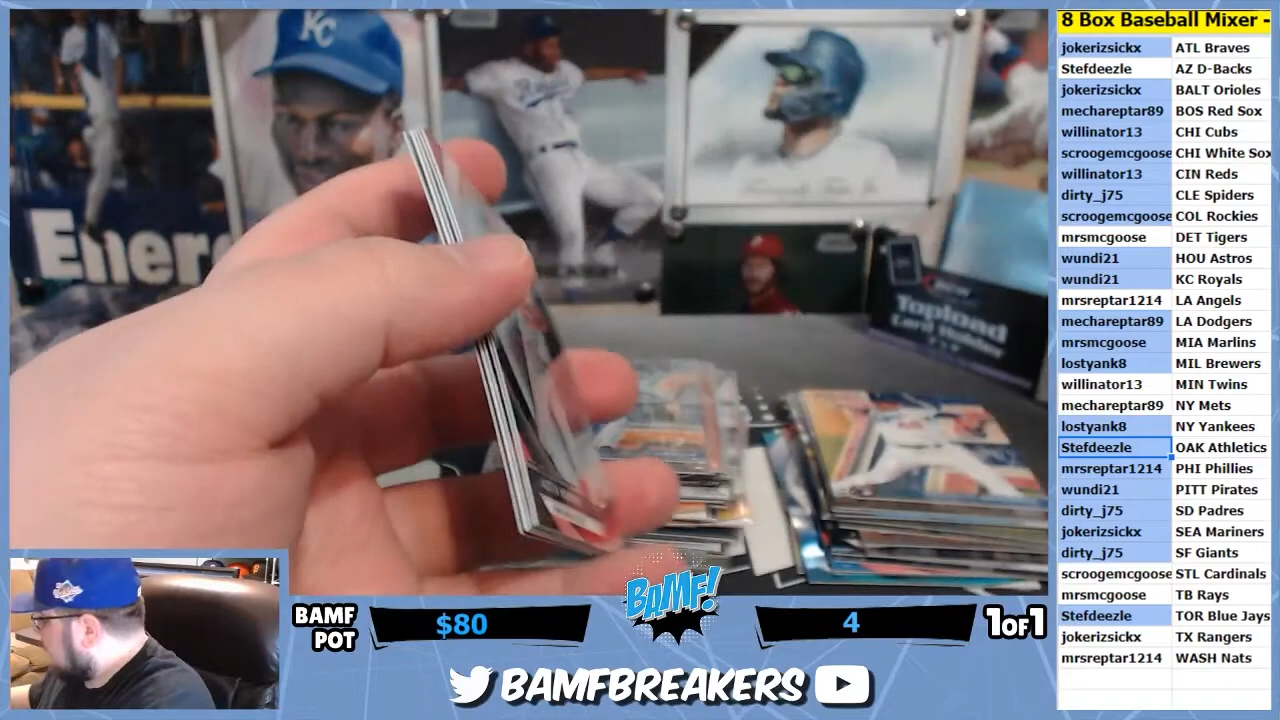 8 Box Baseball Mixer -
jokerizsickx ATL Braves
Stefdeezle AZ D-Backs
jokerizsickx BALT Orioles
mechareptar89 BOS Red Sox
willinator13 CHI Cubs
scroogemcgoose CHI White Sox
willinator13 CIN Reds
dirty_j75 CLE Spiders
scroogemcgoose COL Rockies
mrsmcgoose DET Tigers
wundi21 HOU Astros
wundi21 KC Royals
mrsreptar1214 LA Angels
mechareptar89 LA Dodgers
mrsmcgoose MIA Marlins
lostyank8 MIL Brewers
willinator13 MIN Twins
mechareptar89 NY Mets
lostyank8 NY Yankees
Stefdeezle OAK Athletics
mrsreptar1214 PHI Phillies
wundi21 PITT Pirates
dirty_j75 SD Padres
jokerizsickx SEA Mariners
dirty_j75 SF Giants
scroogemcgoose STL Cardinals
mrsmcgoose TB Rays
Stefdeezle TOR Blue Jays
jokerizsickx TX Rangers
mrsreptar1214 WASH Nats
KC
Ener
Topload
Card Holder
BAMF
POT
$80
BAMF!
4
1OF1
BAMFBREAKERS